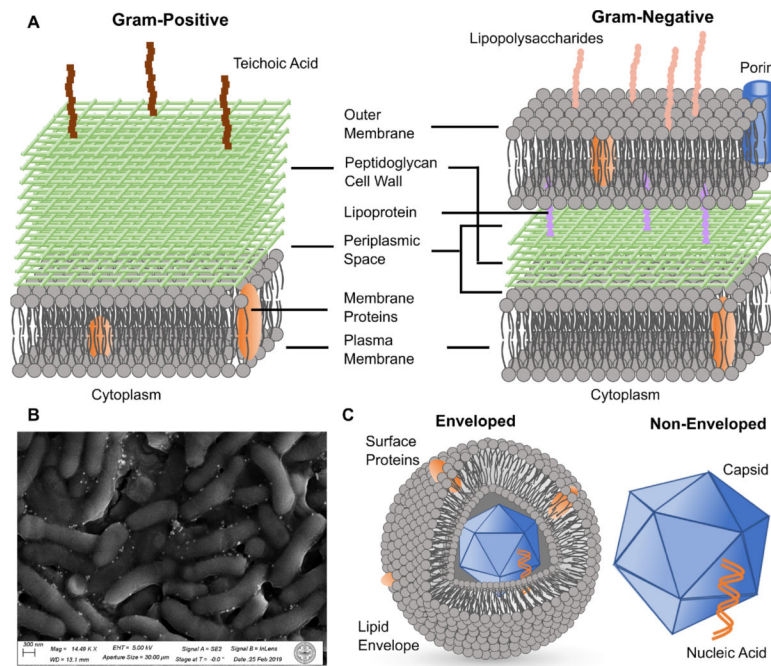 A
Gram-Positive
Gram-Negative
Teichoic Acid
Lipopolysaccharides
Porin
Outer
Membrane
Peptidoglycan
Cell Wall
Lipoprotein
Periplasmic
Space
Membrane
Proteins
Plasma
Membrane
Cytoplasm
Cytoplasm
B
300 nm
Mag = 14.49 K X
EHT = 5.00 kV
Signal A = SE2
Signal B = InLens
WD = 13.1 mm
Aperture Size = 30.00 µm
Stage at T = -0.0 °
Date :25 Feb 2019
C
Enveloped
Non-Enveloped
Surface
Proteins
Capsid
Lipid
Envelope
Nucleic Acid